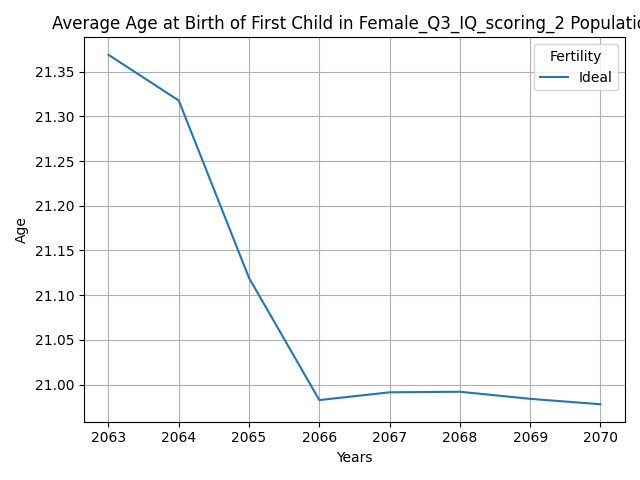 Average Age at Birth of First Child in Female_Q3_IQ_scoring_2 Populatio
Fertility
Ideal
21.35
21.30
21.25
21.20
21.15
21.10
21.05
21.00
Age
2063 2064 2065 2066 2067 2068 2069 2070
Years